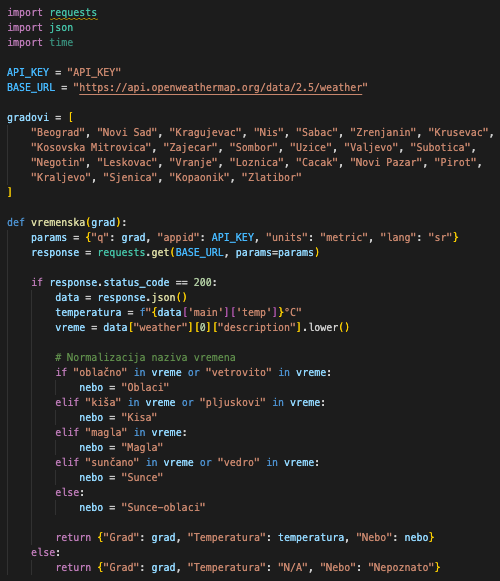 import requests
import json
import time
API_KEY = "API_KEY"
BASE_URL = "https://api.openweathermap.org/data/2.5/weather"
gradovi = [
"Beograd", "Novi Sad", "Kragujevac", "Nis", "Sabac", "Zrenjanin", "Krusevac",
"Kosovska Mitrovica", "Zajecar", "Sombor", "Uzice", "Valjevo", "Subotica",
"Negotin", "Leskovac", "Vranje", "Loznica", "Cacak", "Novi Pazar", "Pirot",
"Kraljevo", "Sjenica", "Kopaonik", "Zlatibor"
]
def vremenska(grad):
params = {"q": grad, "appid": API_KEY, "units": "metric", "lang": "sr"}
response = requests.get(BASE_URL, params=params)
if response.status_code == 200:
data = response.json()
temperatura = f"{data['main']['temp']}°C"
vreme = data["weather"][0]["description"].lower()
# Normalizacija naziva vremena
if "oblačno" in vreme or "vetrovito" in vreme:
nebo = "Oblaci"
elif "kiša" in vreme or "pljuskovi" in vreme:
nebo = "Kisa"
elif "magla" in vreme:
nebo = "Magla"
elif "sunčano" in vreme or "vedro" in vreme:
nebo = "Sunce"
else:
nebo = "Sunce-oblaci"
return {"Grad": grad, "Temperatura": temperatura, "Nebo": nebo}
else:
return {"Grad": grad, "Temperatura": "N/A", "Nebo": "Nepoznato"}